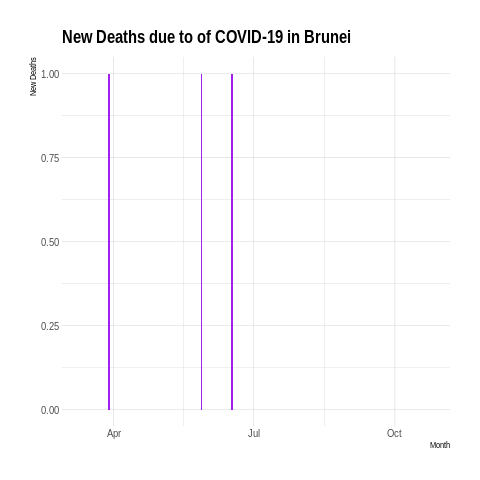 New Deaths due to of COVID-19 in Brunei
New Deaths
1.00
0.75
0.50
0.25
0.00
Apr Jul Oct
Month